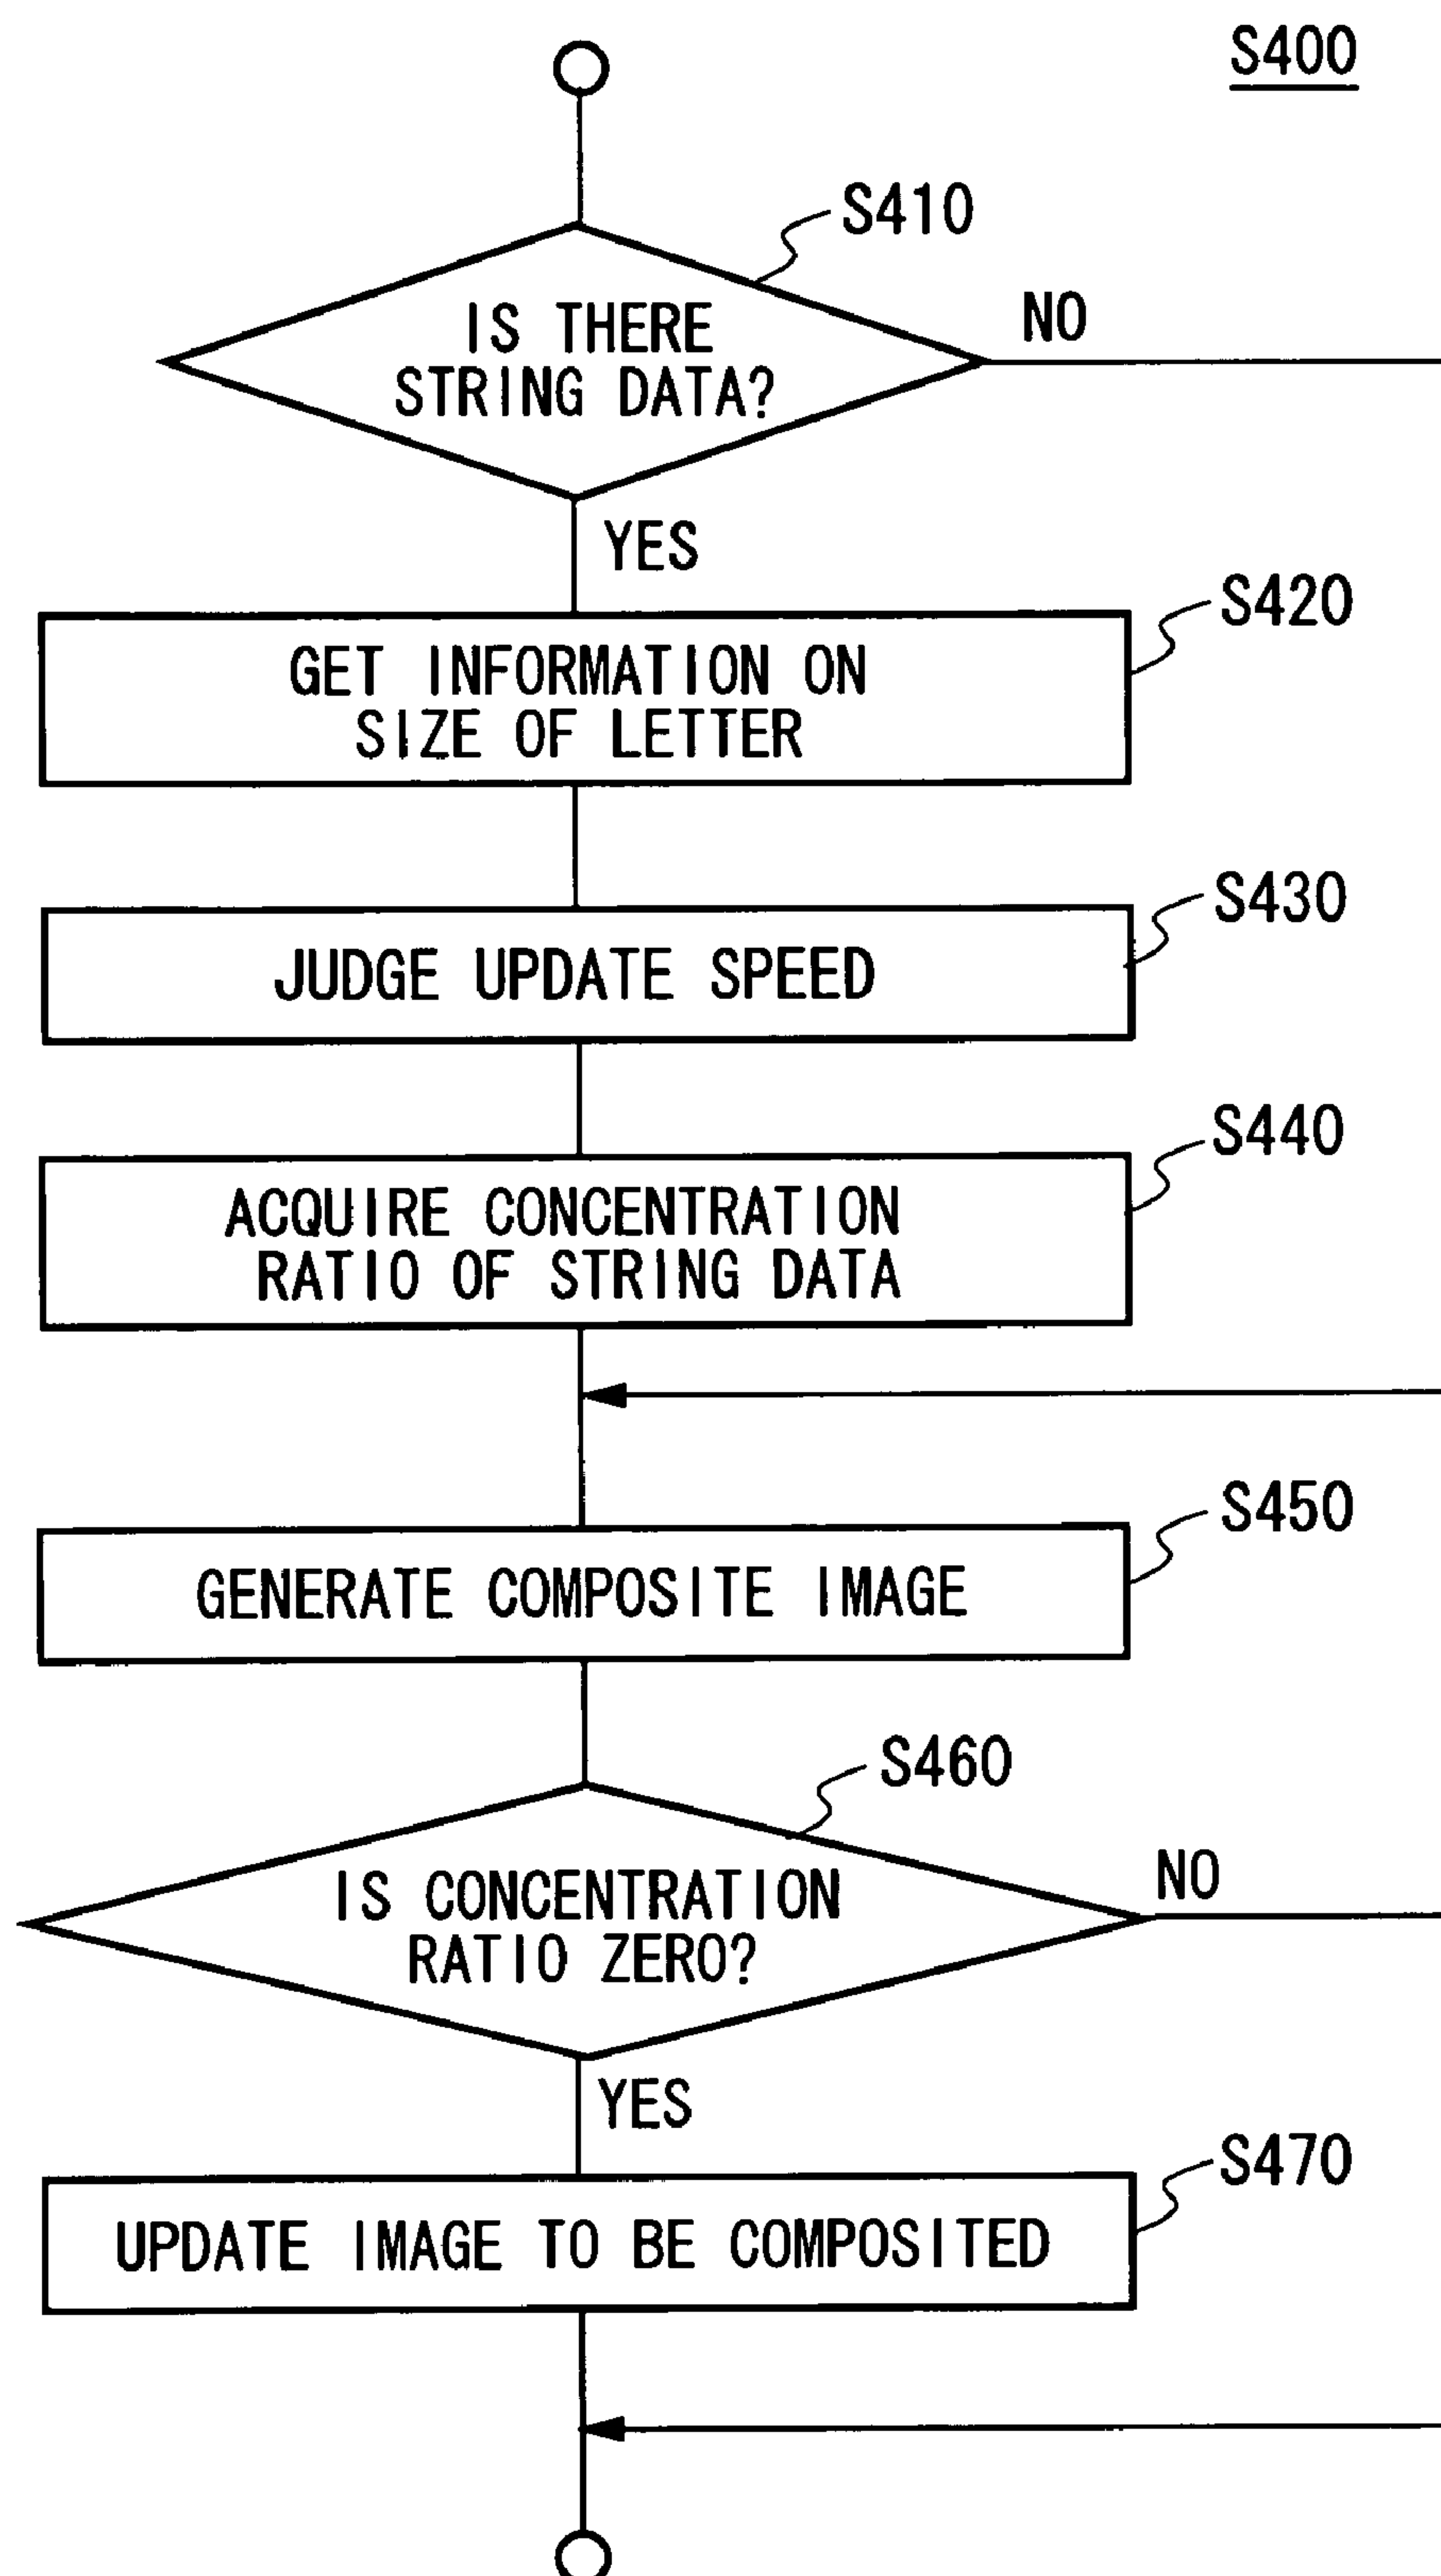 S400
S410
IS THERE
STRING DATA?
NO
YES
S420
GET INFORMATION ON
SIZE OF LETTER
S430
JUDGE UPDATE SPEED
S440
ACQUIRE CONCENTRATION
RATIO OF STRING DATA
S450
GENERATE COMPOSITE IMAGE
S460
IS CONCENTRATION
RATIO ZERO?
NO
YES
S470
UPDATE IMAGE TO BE COMPOSITED